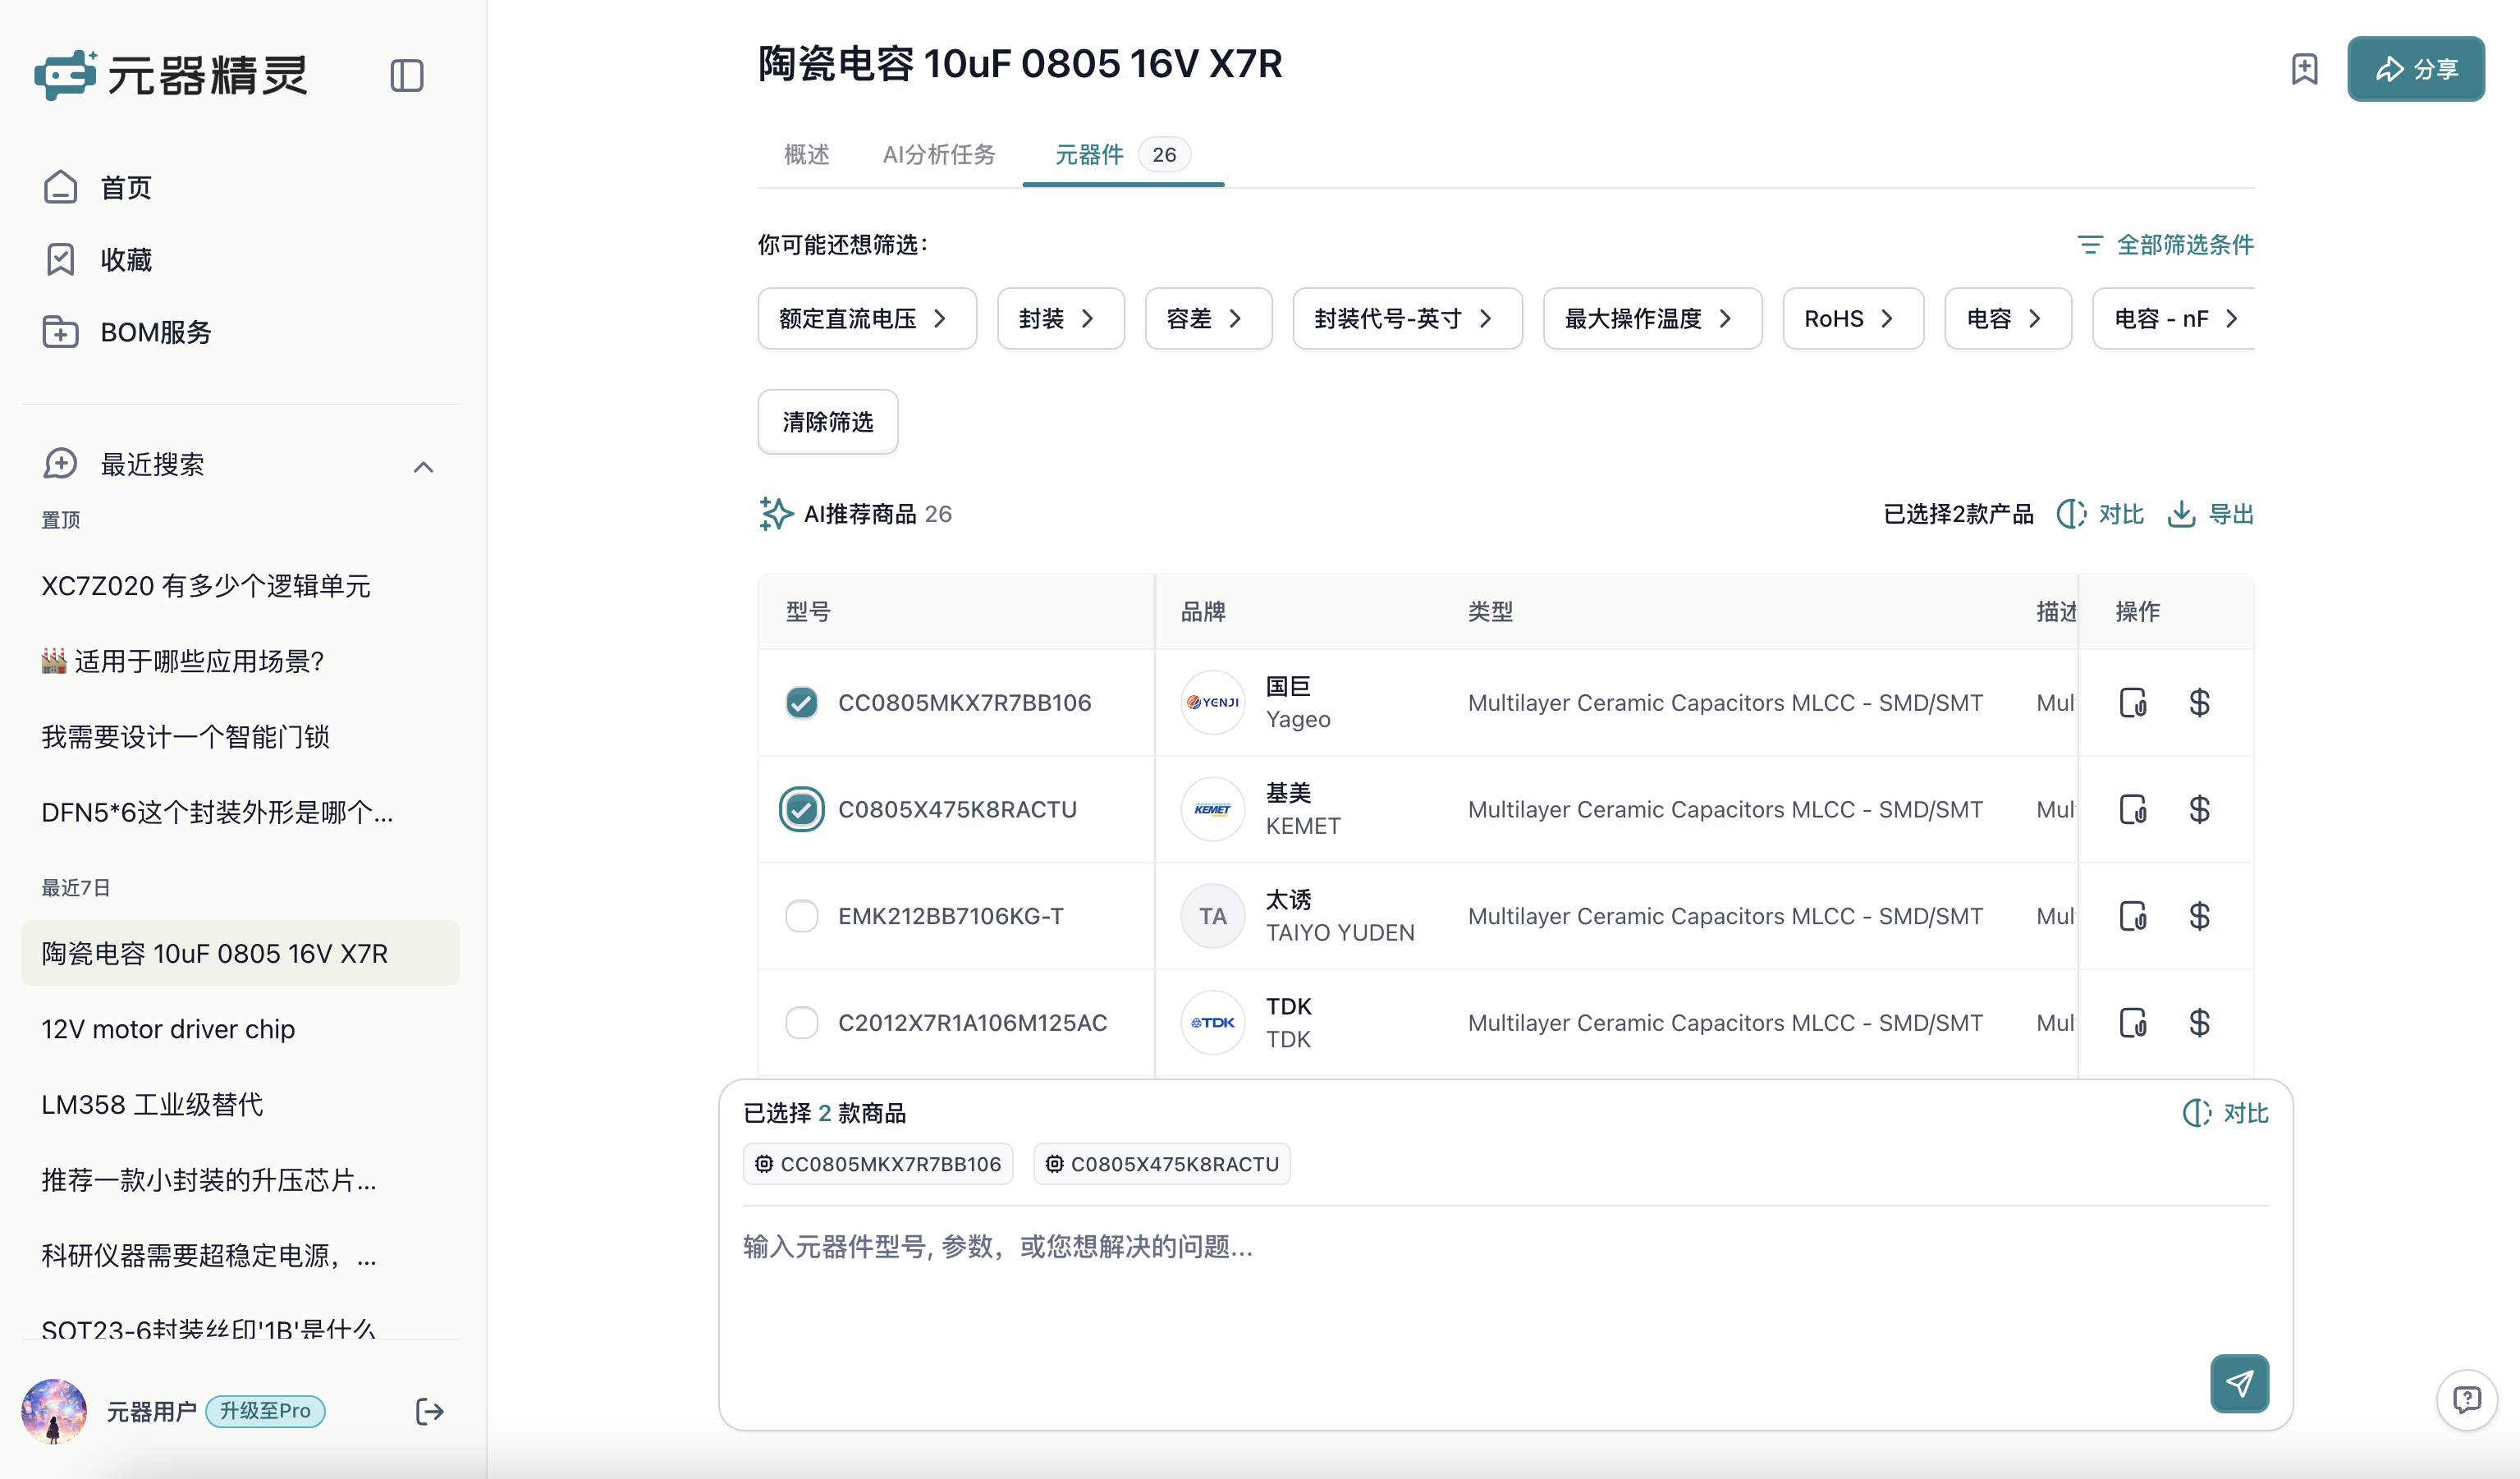 元器精灵
首页
收藏
BOM服务
最近搜索
置顶
XC7Z020 有多少个逻辑单元
适用于哪些应用场景?
我需要设计一个智能门锁
DFN5*6这个封装外形是哪个...
最近7日
陶瓷电容 10uF 0805 16V X7R
12V motor driver chip
LM358 工业级替代
推荐一款小封装的升压芯片...
科研仪器需要超稳定电源，...
SOT23-6封装丝印'1B'是什么
元器用户 升级至Pro
陶瓷电容 10uF 0805 16V X7R
分享
概述 AI分析任务 元器件 26
你可能还想筛选：
全部筛选条件
额定直流电压 封装 容差 封装代号-英寸 最大操作温度 RoHS 电容 电容 - nF
清除筛选
AI推荐商品 26
已选择2款产品 对比 导出
型号 品牌 类型 描述 操作
CC0805MKX7R7BB106 YENJI 国巨 Yageo Multilayer Ceramic Capacitors MLCC - SMD/SMT Mul
C0805X475K8RACTU KEMET 基美 KEMET Multilayer Ceramic Capacitors MLCC - SMD/SMT Mul
EMK212BB7106KG-T TA 太诱 TAIYO YUDEN Multilayer Ceramic Capacitors MLCC - SMD/SMT Mul
C2012X7R1A106M125AC TDK TDK TDK Multilayer Ceramic Capacitors MLCC - SMD/SMT Mul
已选择 2 款商品
对比
CC0805MKX7R7BB106 C0805X475K8RACTU
输入元器件型号, 参数，或您想解决的问题...